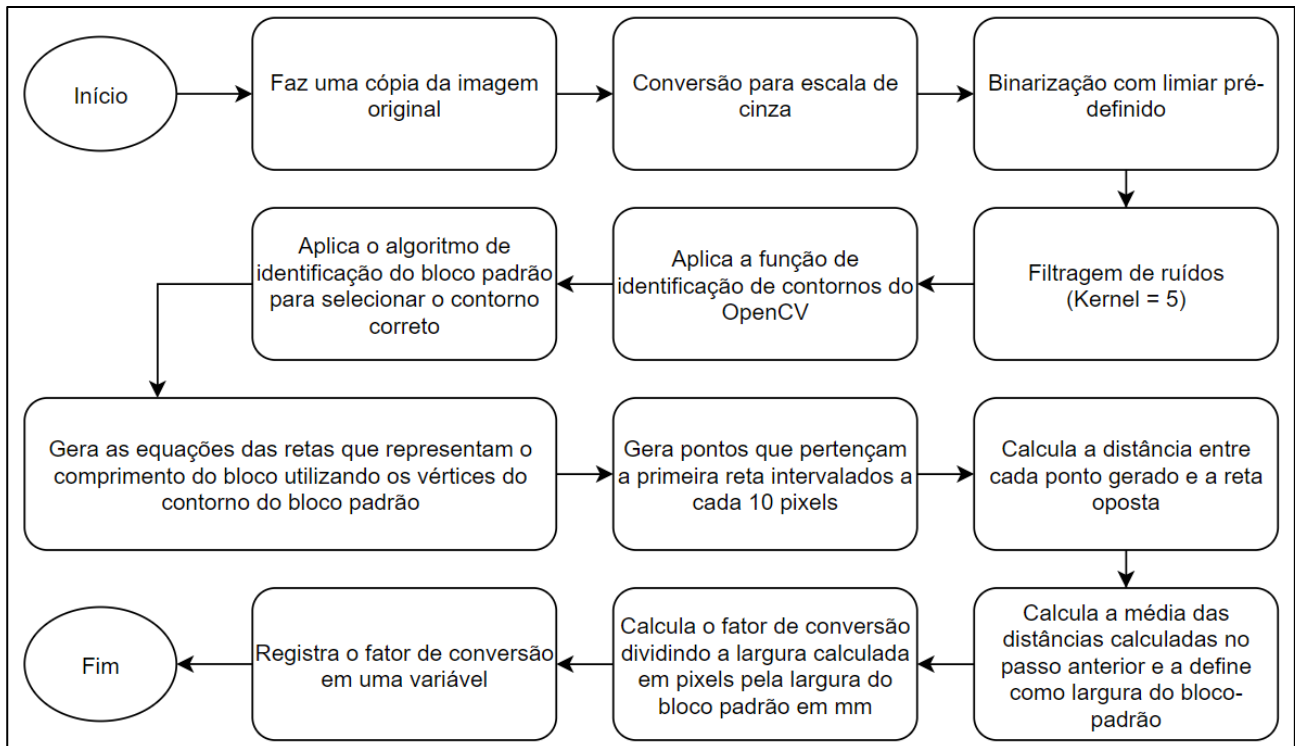 Início
Faz uma cópia da imagem
original
Conversão para escala de
cinza
Binarização com limiar pré-
definido
Filtragem de ruídos
(Kernel = 5)
Aplica a função de
identificação de contornos do
OpenCV
Aplica o algoritmo de
identificação do bloco padrão
para selecionar o contorno
correto
Gera as equações das retas que representam o
comprimento do bloco utilizando os vértices do
contorno do bloco padrão
Gera pontos que pertençam
a primeira reta intervalados a
cada 10 pixels
Calcula a distância entre
cada ponto gerado e a reta
oposta
Calcula a média das
distâncias calculadas no
passo anterior e a define
como largura do bloco-
padrão
Calcula o fator de conversão
dividindo a largura calculada
em pixels pela largura do
bloco padrão em mm
Registra o fator de conversão
em uma variável
Fim